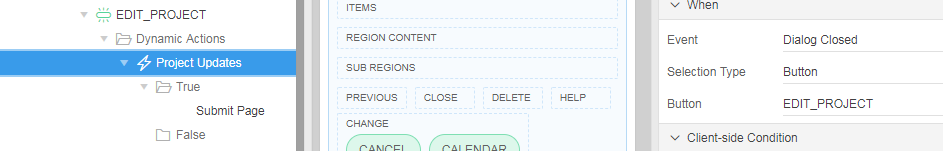 EDIT_PROJECT
Dynamic Actions
Project Updates
True
Submit Page
False
ITEMS
REGION CONTENT
SUB REGIONS
PREVIOUS CLOSE DELETE HELP
CHANGE
CANCEL CALENDAR
When
Event Dialog Closed
Selection Type Button
Button EDIT_PROJECT
Client-side Condition